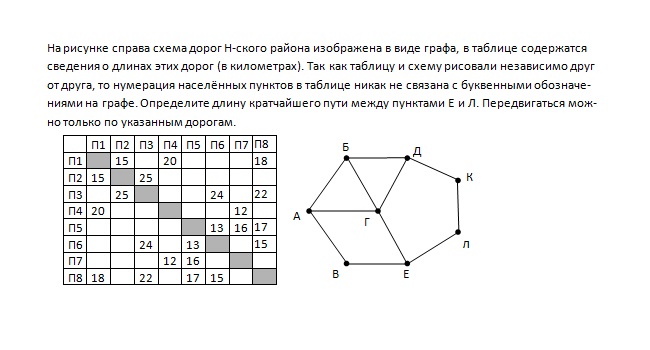 На рисунке справа схема дорог Н-ского района изображена в виде графа, в таблице содержатся
сведения о длинах этих дорог (в километрах). Так как таблицу и схему рисовали независимо друг
от друга, то нумерация населённых пунктов в таблице никак не связана с буквенными обозначе-
ниями на графе. Определите длину кратчайшего пути между пунктами Е и Л. Передвигаться мож-
но только по указанным дорогам.
П1 П2 П3 П4 П5 П6 П7 П8
П1 15 20 18
П2 15 25
П3 25 24 22
П4 20 12
П5 13 16 17
П6 24 13 15
П7 12 16
П8 18 22 17 15
Б
Д
К
А
Г
Л
В
Е